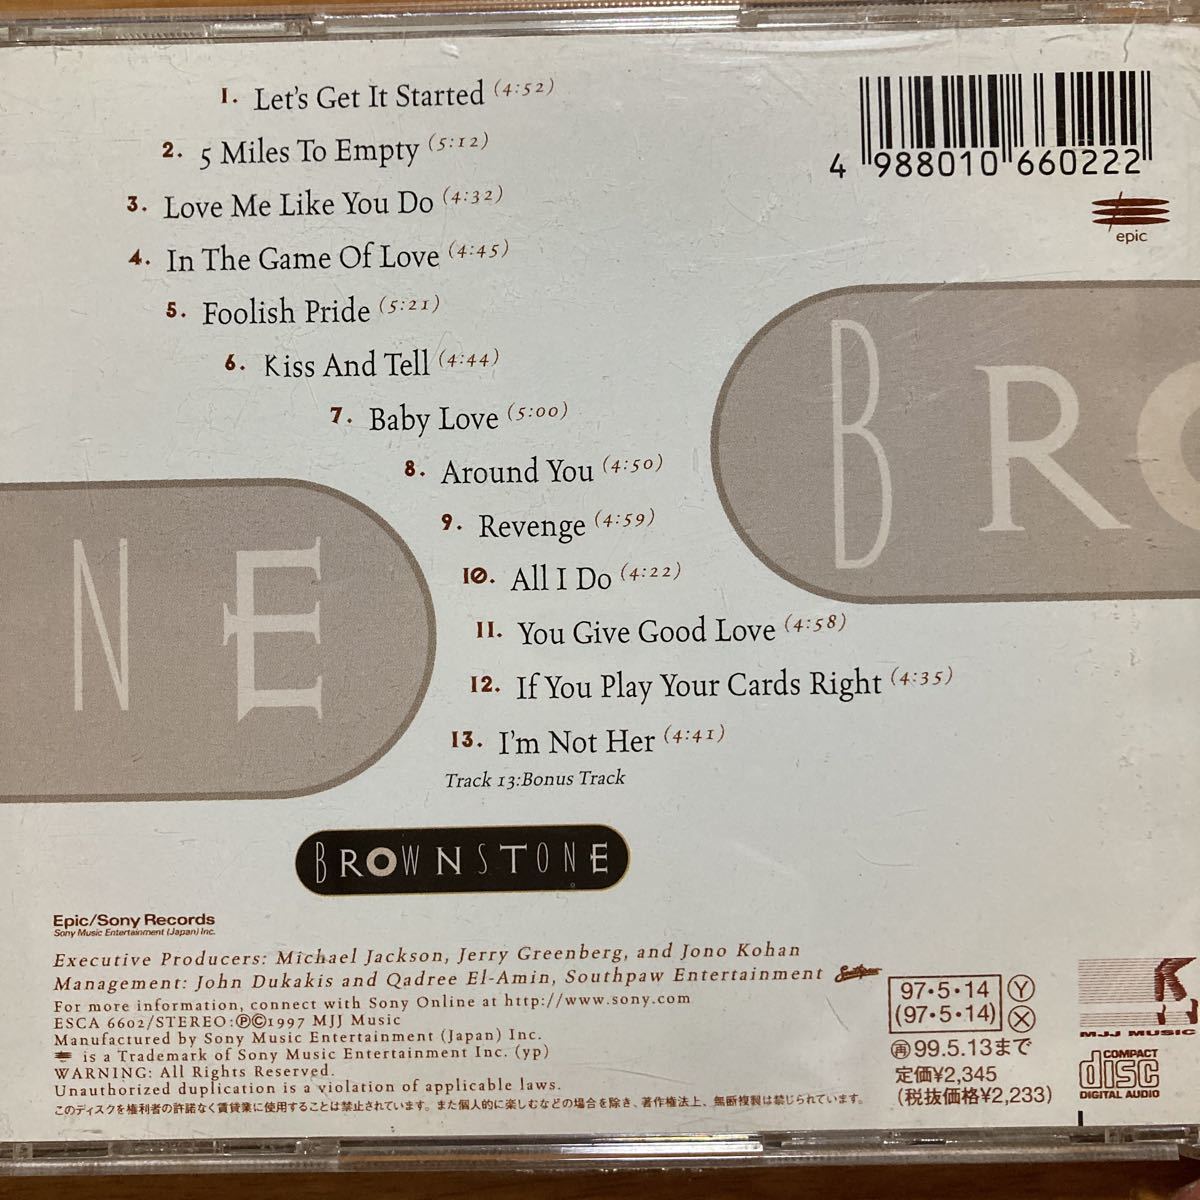 1. Let's Get It Started (4:52)
2. 5 Miles To Empty (5:12)
3. Love Me Like You Do (4:32)
4. In The Game Of Love (4:45)
5. Foolish Pride (5:21)
6. Kiss And Tell (4:44)
7. Baby Love (5:00)
8. Around You (4:50)
9. Revenge (4:59)
10. All I Do (4:22)
11. You Give Good Love (4:58)
12. If You Play Your Cards Right (4:35)
13. I'm Not Her (4:41)
Track 13:Bonus Track
4 988010 660222
epic
BRO
NE
BROWNSTONE
Epic/Sony Records
Sony Music Entertainment (Japan) Inc.
Executive Producers: Michael Jackson, Jerry Greenberg, and Jono Kohan
Management: John Dukakis and Qadree El-Amin, Southpaw Entertainment Southpaw
For more information, connect with Sony Online at http://www.sony.com
ESCA 6602/STEREO:ⓅⒸ1997 MJJ Music
Manufactured by Sony Music Entertainment (Japan) Inc.
is a Trademark of Sony Music Entertainment Inc. (yp)
WARNING: All Rights Reserved.
Unauthorized duplication is a violation of applicable laws.
このディスクを権利者の許諾なく賃貸業に使用することは禁止されています。また個人的に楽しむなどの場合を除き、著作権法上、無断複製は禁じられています。
97・5・14 Ⓨ
(97・5・14) Ⓧ
㊢99.5.13まで
定価¥2,345
(税抜価格¥2,233)
MJJ MUSIC
COMPACT
disc
DIGITAL AUDIO